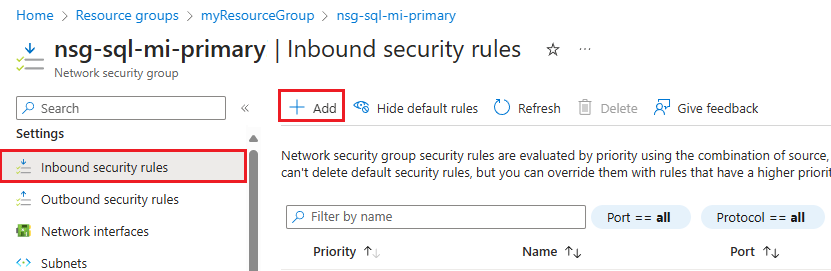 Home > Resource groups > myResourceGroup > nsg-sql-mi-primary
nsg-sql-mi-primary | Inbound security rules ☆ ...
Network security group
Search «
+ Add Hide default rules Refresh Delete Give feedback
Settings
Inbound security rules
Outbound security rules
Network interfaces
Subnets
Network security group security rules are evaluated by priority using the combination of source,
can't delete default security rules, but you can override them with rules that have a higher priorit
Filter by name
Port == all
Protocol == all
Priority ↑↓ Name ↑↓ Port ↑↓